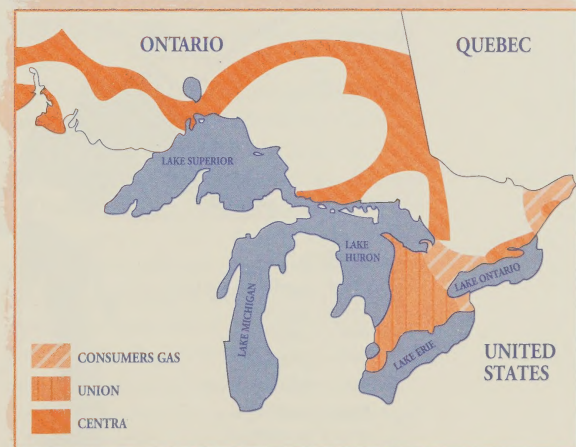 ONTARIO
QUEBEC
LAKE SUPERIOR
LAKE
HURON
LAKE MICHIGAN
LAKE ONTARIO
LAKE ERIE
UNITED
STATES
CONSUMERS GAS
UNION
CENTRA